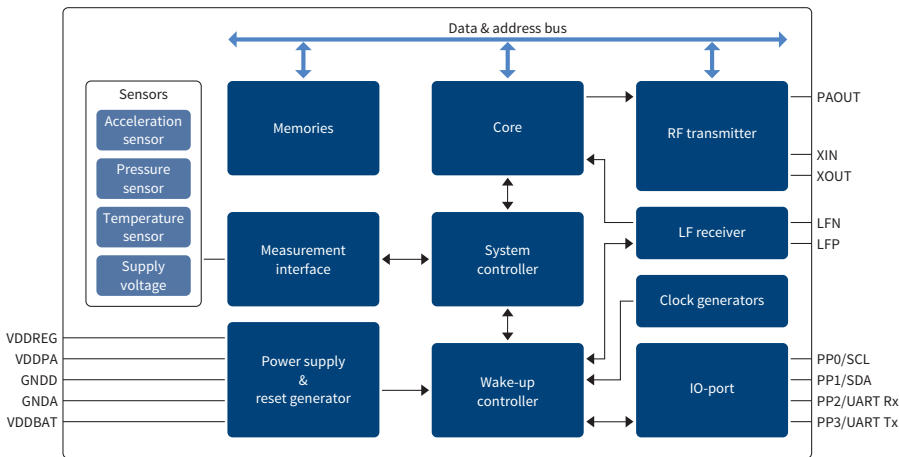 Data & address bus
Sensors
Acceleration
sensor
Pressure
sensor
Temperature
sensor
Supply
voltage
Memories
Core
RF transmitter
Measurement
interface
System
controller
LF receiver
Clock generators
Power supply
&
reset generator
Wake-up
controller
IO-port
VDDREG
VDDPA
GNDD
GNDA
VDDBAT
PAOUT
XIN
XOUT
LFN
LFP
PP0/SCL
PP1/SDA
PP2/UART Rx
PP3/UART Tx